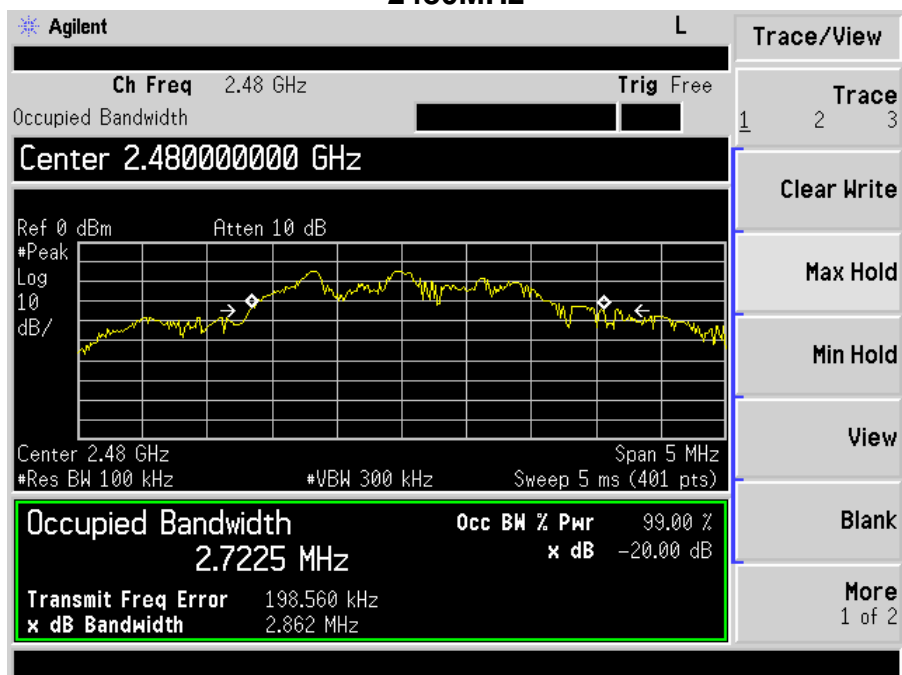 Agilent
L
Trace/View
Ch Freq 2.48 GHz
Trig Free
Occupied Bandwidth
Trace
1 2 3
Center 2.480000000 GHz
Clear Write
Ref 0 dBm
Atten 10 dB
#Peak
Log
10
dB/
Max Hold
Min Hold
View
Center 2.48 GHz
Span 5 MHz
#Res BW 100 kHz
#VBW 300 kHz
Sweep 5 ms (401 pts)
Occupied Bandwidth
2.7225 MHz
Occ BW % Pwr 99.00 %
x dB -20.00 dB
Blank
Transmit Freq Error 198.560 kHz
x dB Bandwidth 2.862 MHz
More
1 of 2